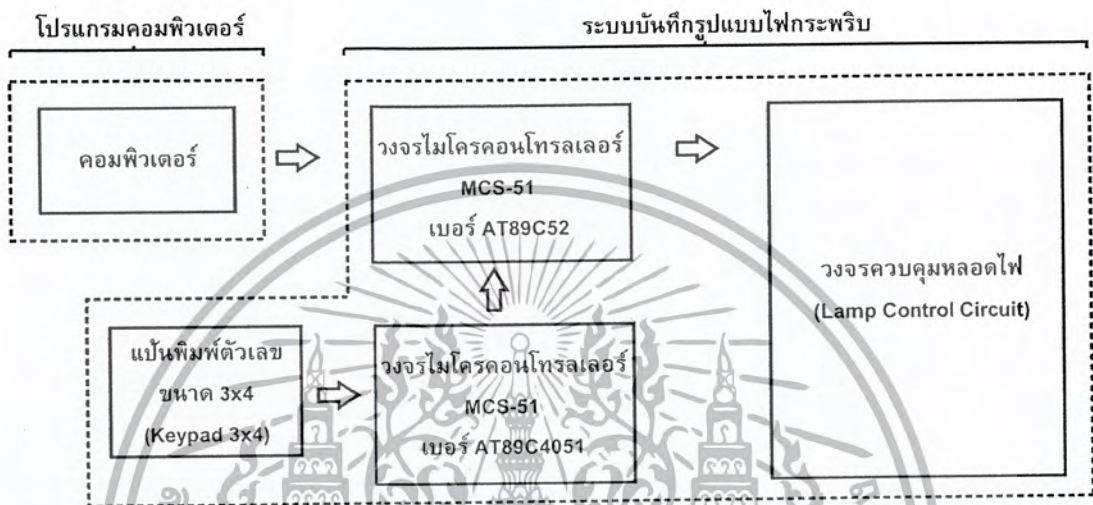 โปรแกรมคอมพิวเตอร์
ระบบบันทึกรูปแบบไฟกระพริบ
คอมพิวเตอร์
วงจรไมโครคอนโทรลเลอร์
MCS-51
เบอร์ AT89C52
วงจรควบคุมหลอดไฟ
(Lamp Control Circuit)
แป้นพิมพ์ตัวเลข
ขนาด 3x4
(Keypad 3x4)
วงจรไมโครคอนโทรลเลอร์
MCS-51
เบอร์ AT89C4051